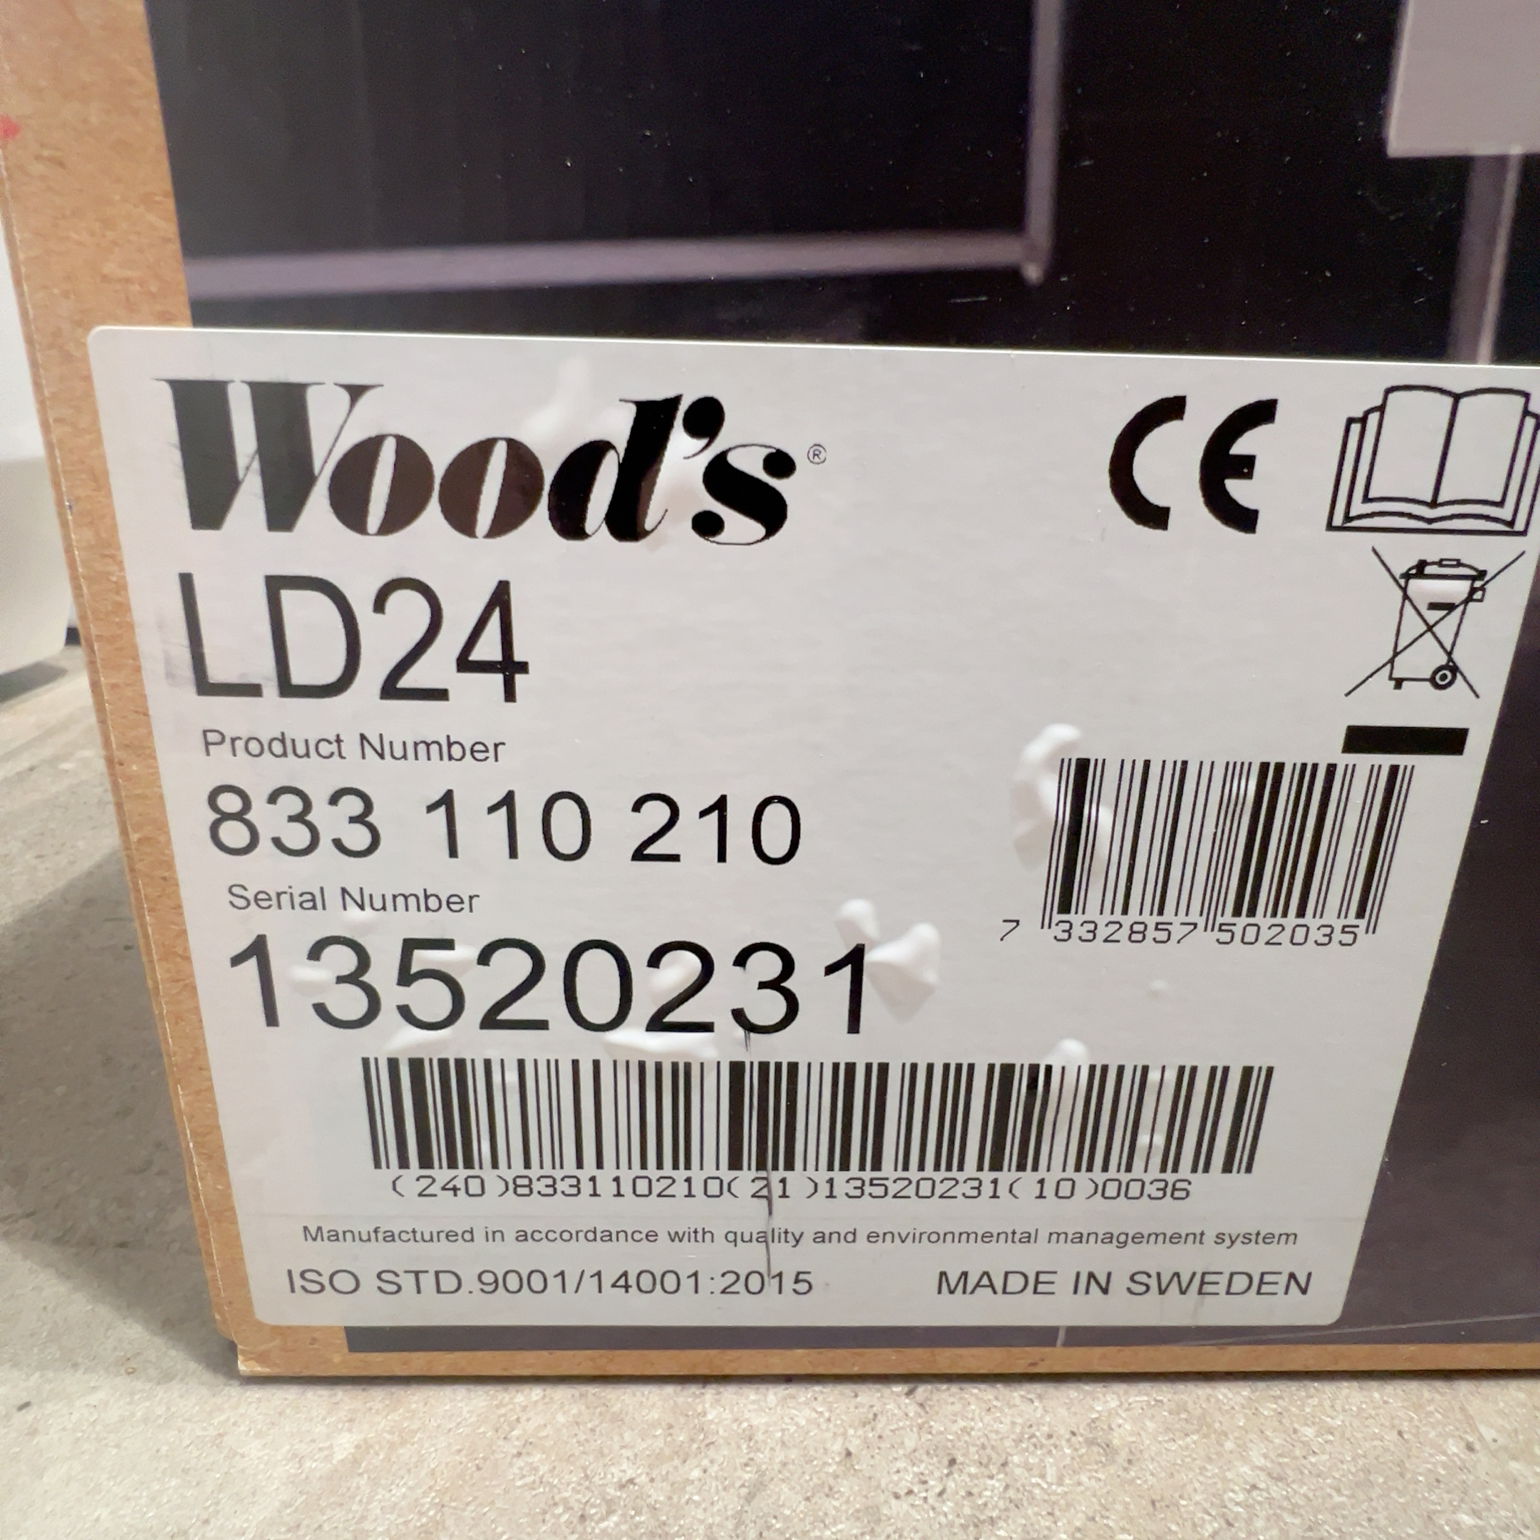 Wood's®
CE
LD24
Product Number
833 110 210
Serial Number
13520231
7 332857 502035
(240)833110210(21)13520231(10)0036
Manufactured in accordance with quality and environmental management system
ISO STD.9001/14001:2015 MADE IN SWEDEN